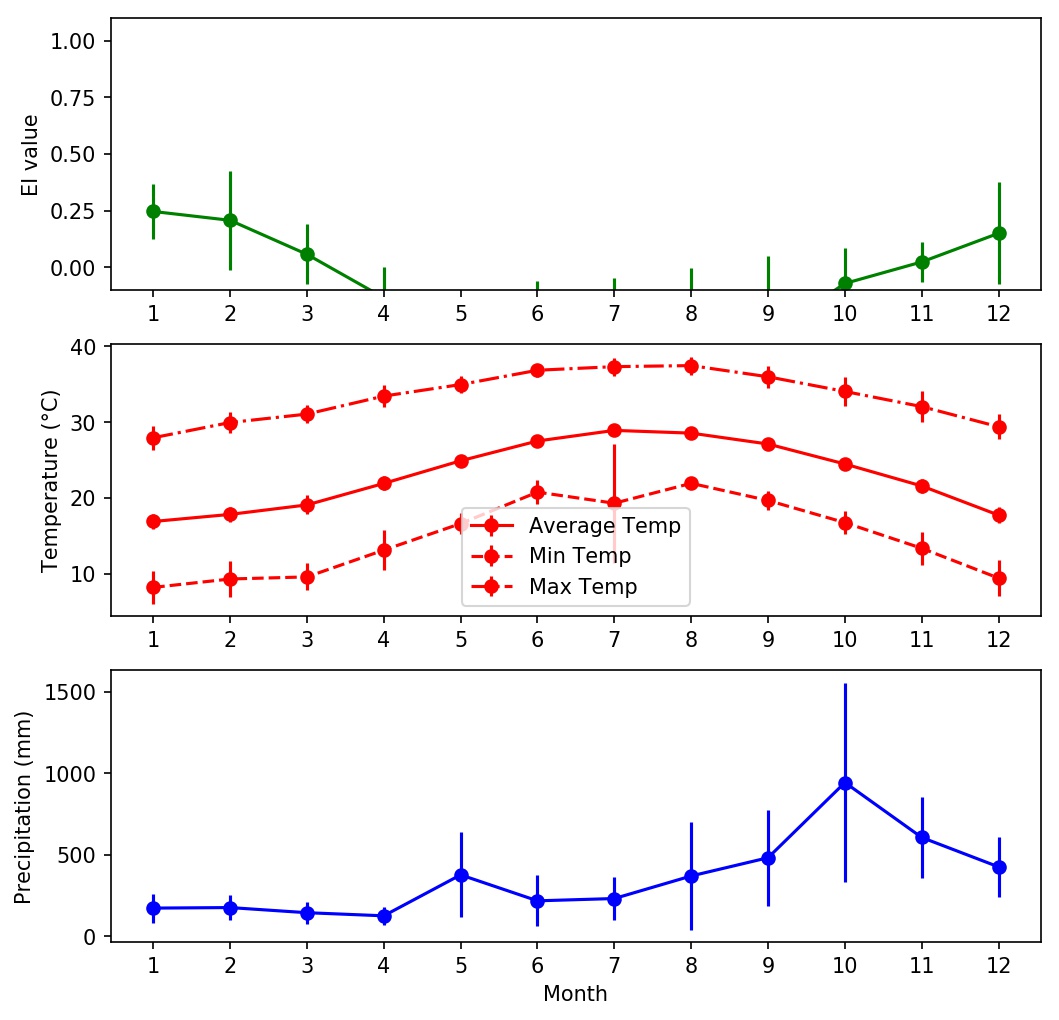 EI value
1.00
0.75
0.50
0.25
0.00
1 2 3 4 5 6 7 8 9 10 11 12
Temperature (°C)
40
30
20
10
Average Temp
Min Temp
Max Temp
1 2 3 4 5 6 7 8 9 10 11 12
Precipitation (mm)
1500
1000
500
0
1 2 3 4 5 6 7 8 9 10 11 12
Month